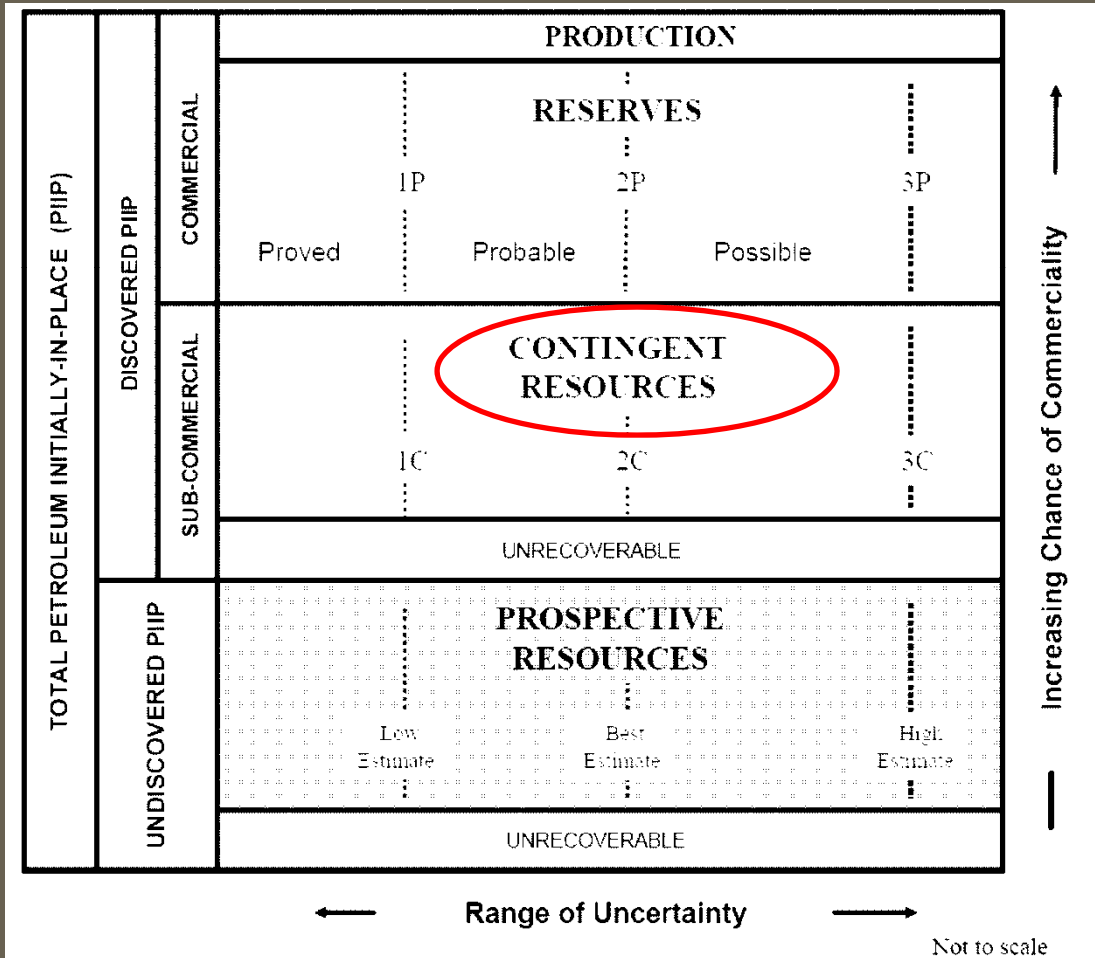 TOTAL PETROLEUM INITIALLY-IN-PLACE (PIIP)
DISCOVERED PIIP
UNDISCOVERED PIIP
COMMERCIAL
SUB-COMMERCIAL
PRODUCTION
RESERVES
1P 2P 3P
Proved Probable Possible
CONTINGENT
RESOURCES
1C 2C 3C
UNRECOVERABLE
PROSPECTIVE
RESOURCES
Low Best High
Estimate Estimate Estimate
UNRECOVERABLE
Increasing Chance of Commerciality
Range of Uncertainty
Not to scale